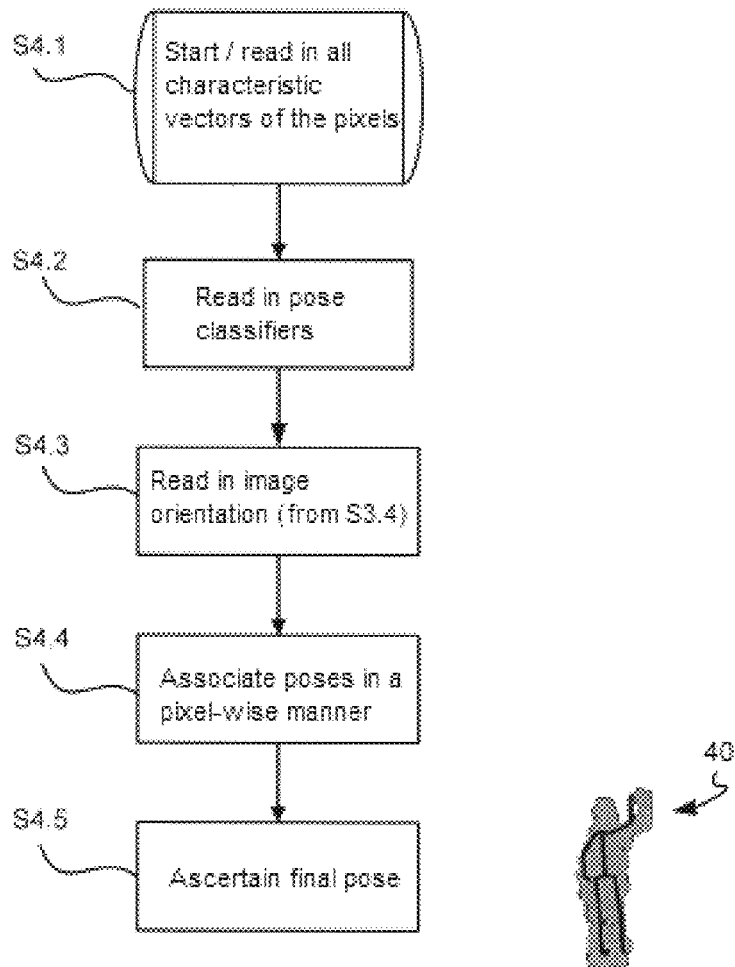 S4.1
Start / read in all
characteristic
vectors of the pixels
S4.2
Read in pose
classifiers
S4.3
Read in image
orientation (from S3.4)
S4.4
Associate poses in a
pixel-wise manner
40
S4.5
Ascertain final pose